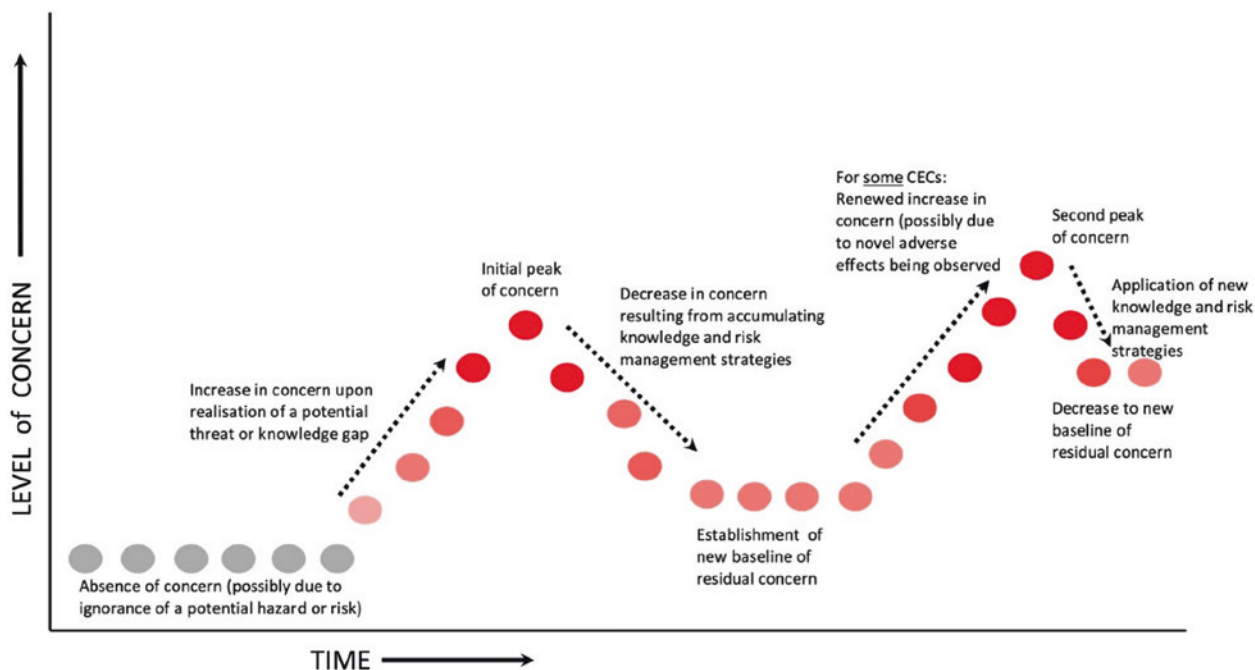 LEVEL of CONCERN
Absence of concern (possibly due to
ignorance of a potential hazard or risk)
Increase in concern upon
realisation of a potential
threat or knowledge gap
Initial peak
of concern
Decrease in concern
resulting from accumulating
knowledge and risk
management strategies
Establishment of
new baseline of
residual concern
For some CECs:
Renewed increase in
concern (possibly due
to novel adverse
effects being observed
Second peak
of concern
Application of new
knowledge and risk
management
strategies
Decrease to new
baseline of
residual concern
TIME